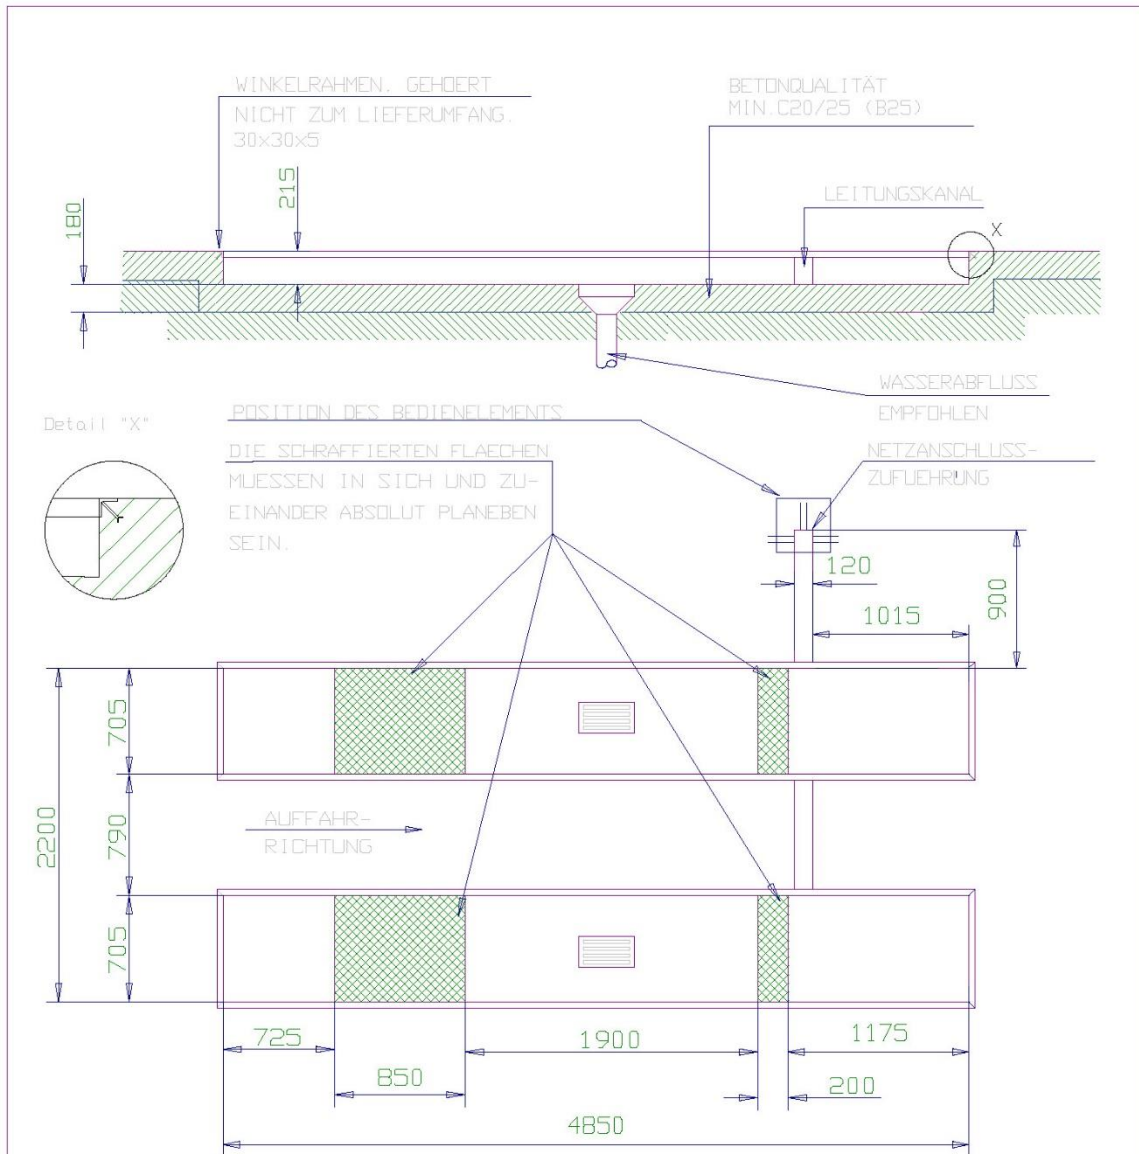 WINKELRAHMEN. GEHOERT
NICHT ZUM LIEFERUMFANG.
30x30x5
BETONQUALITÄT
MIN.C20/25 (B25)
215
180
LEITUNGSKANAL
X
WASSERABFLUSS
EMPFOHLEN
Detail "X"
POSITION DES BEDIENELEMENTS
DIE SCHRAFFIERTEN FLAECHEN
MUESSEN IN SICH UND ZU-
EINANDER ABSOLUT PLANEBEN
SEIN.
NETZANSCHLUSS-
ZUFUEHRUNG
120
900
1015
705
790
2200
AUFFAHR-
RICHTUNG
705
725
1900
1175
850
200
4850